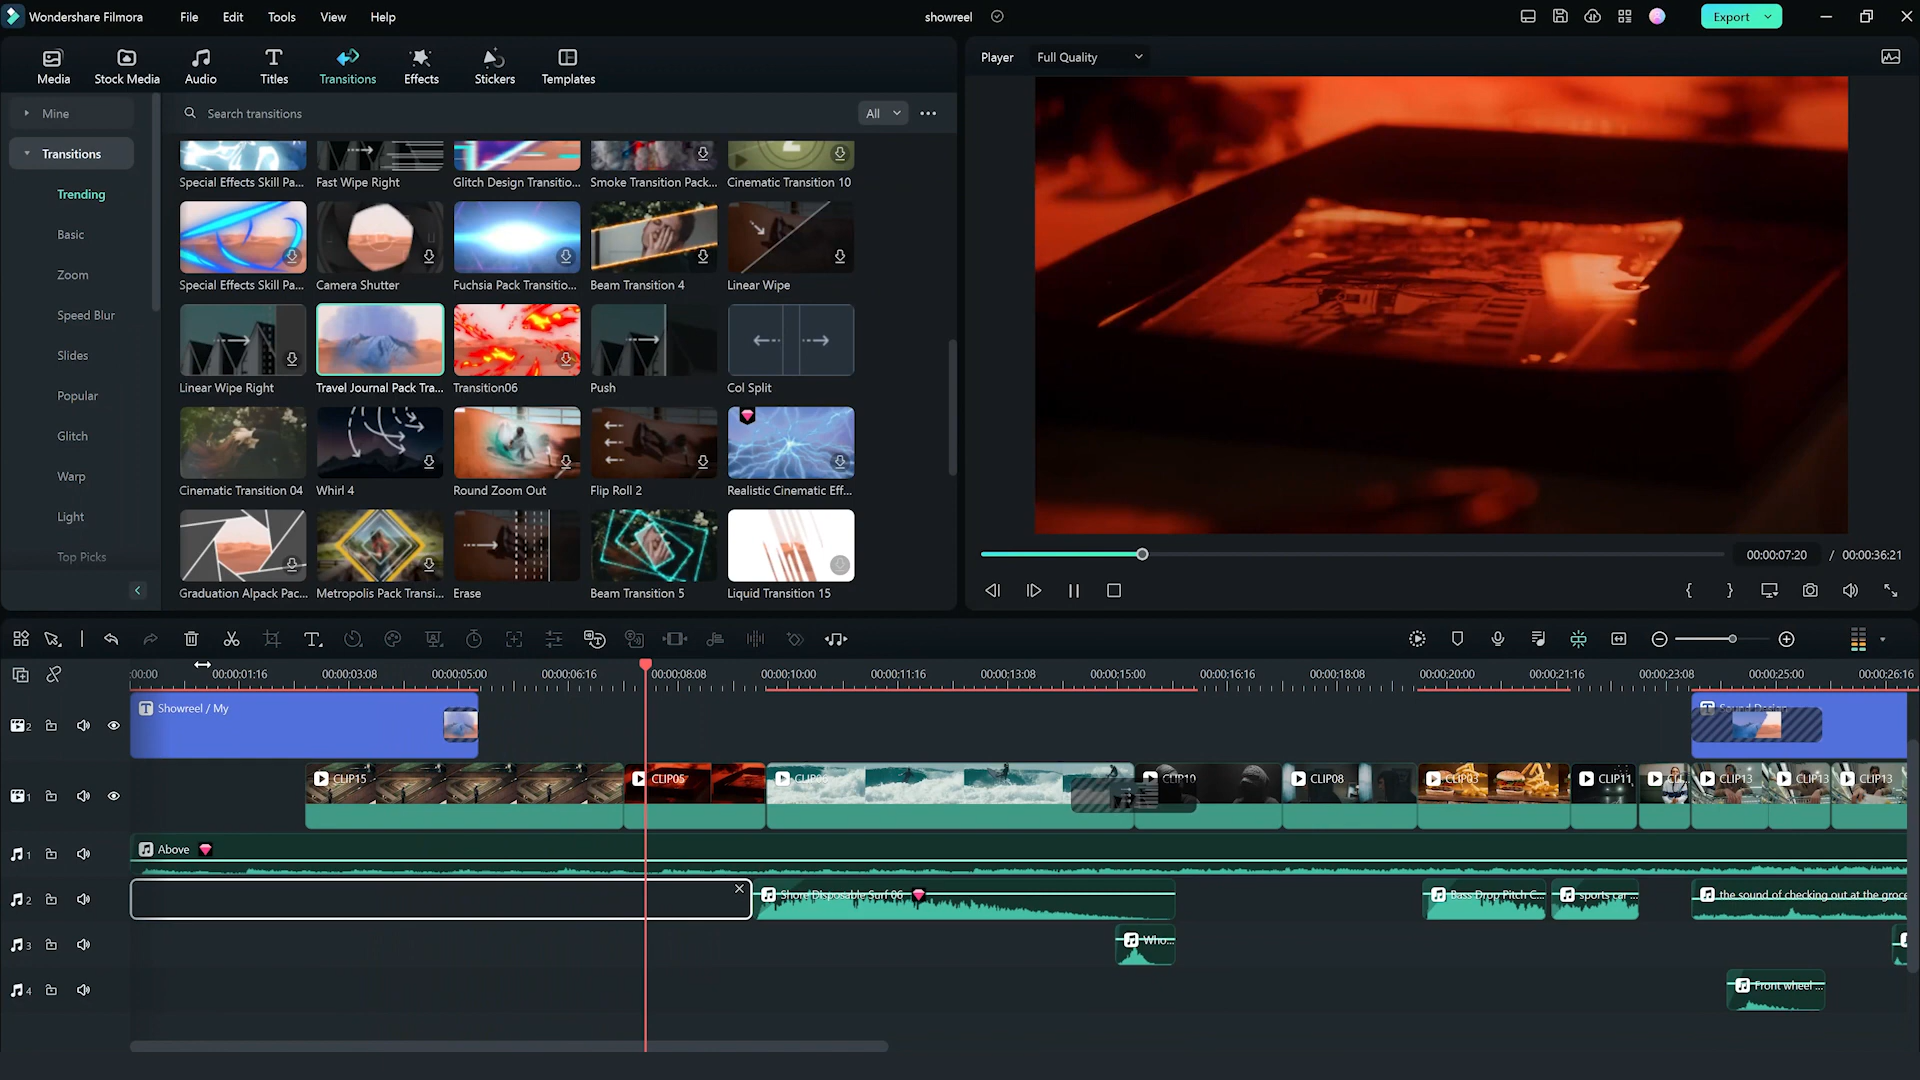 Wondershare Filmora File Edit Tools View Help showreel Export
Media Stock Media Audio Titles Transitions Effects Stickers Templates
Player Full Quality
Mine
Search transitions All
Transitions
Trending
Basic
Zoom
Speed Blur
Slides
Popular
Glitch
Warp
Light
Top Picks
Special Effects Skill Pa... Fast Wipe Right Glitch Design Transitio... Smoke Transition Pack... Cinematic Transition 10
Special Effects Skill Pa... Camera Shutter Fuchsia Pack Transitio... Beam Transition 4 Linear Wipe
Linear Wipe Right Travel Journal Pack Tra... Transition06 Push Col Split
Cinematic Transition 04 Whirl 4 Round Zoom Out Flip Roll 2 Realistic Cinematic Eff...
Graduation Alpack Pac... Metropolis Pack Transi... Erase Beam Transition 5 Liquid Transition 15
00:00:07:20 / 00:00:36:21
:00:00 00:00:01:16 00:00:03:08 00:00:05:00 00:00:06:16 00:00:08:08 00:00:10:00 00:00:11:16 00:00:13:08 00:00:15:00 00:00:16:16 00:00:18:08 00:00:20:00 00:00:21:16 00:00:23:08 00:00:25:00 00:00:26:16
2 Showreel / My Sound Design
1 CLIP15 CLIP05 CLIP06 CLIP10 CLIP08 CLIP03 CLIP11 CLIP13 CLIP13 CLIP13
1 Above
2 Shore Disposable Surf 06 Bass Drop Pitch C... sports car ... the sound of checking out at the groce
3 Who...
4 Front wheel ...